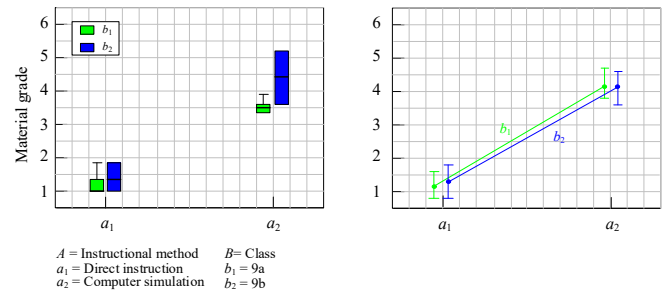 6
5
4
3
2
1
Material grade
b₁
b₂
a₁
a₂
6
5
4
3
2
1
b₁
b₂
a₁
a₂
A = Instructional method B= Class
a₁ = Direct instruction b₁ = 9a
a₂ = Computer simulation b₂ = 9b